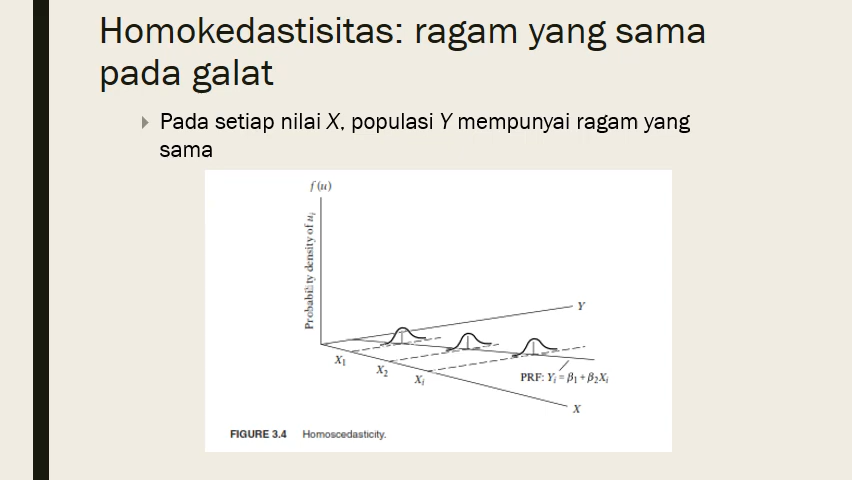 Homokedastisitas: ragam yang sama
pada galat
Pada setiap nilai X, populasi Y mempunyai ragam yang
sama
f(u)
Probability density of uᵢ
Y
X₁
X₂
Xᵢ
PRF: Yᵢ = β₁ + β₂Xᵢ
X
FIGURE 3.4 Homoscedasticity.